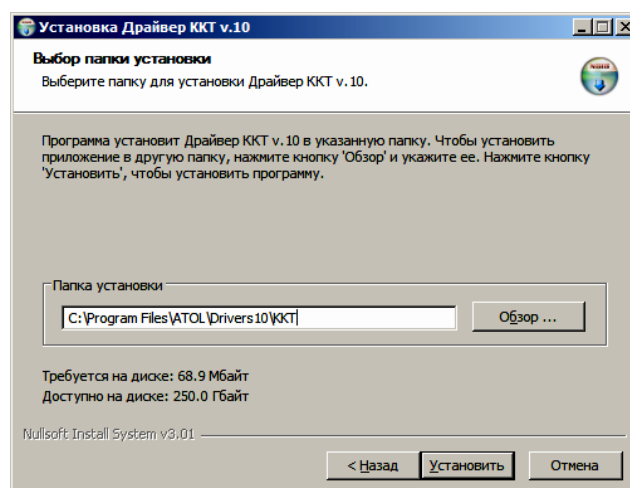 Установка Драйвер ККТ v.10
Выбор папки установки
Выберите папку для установки Драйвер ККТ v.10.
Программа установит Драйвер ККТ v.10 в указанную папку. Чтобы установить
приложение в другую папку, нажмите кнопку 'Обзор' и укажите ее. Нажмите кнопку
'Установить', чтобы установить программу.
Папка установки
C:\Program Files\ATOL\Drivers10\KKT
Обзор ...
Требуется на диске: 68.9 Мбайт
Доступно на диске: 250.0 Гбайт
Nullsoft Install System v3.01
< Назад Установить Отмена